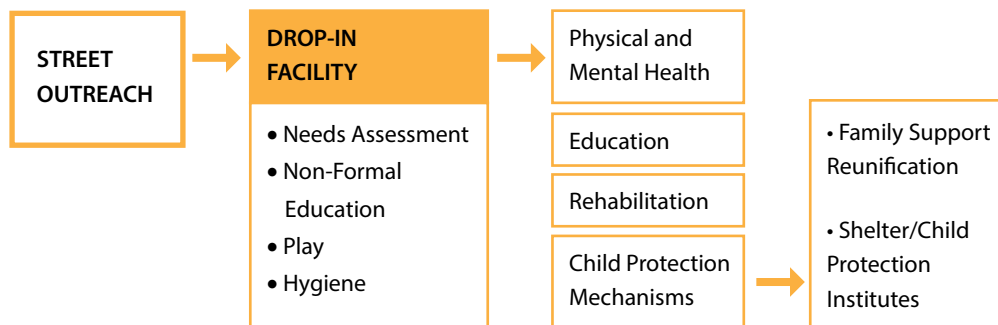 STREET
OUTREACH
DROP-IN
FACILITY
• Needs Assessment
• Non-Formal
Education
• Play
• Hygiene
Physical and
Mental Health
Education
Rehabilitation
Child Protection
Mechanisms
• Family Support
Reunification
• Shelter/Child
Protection
Institutes